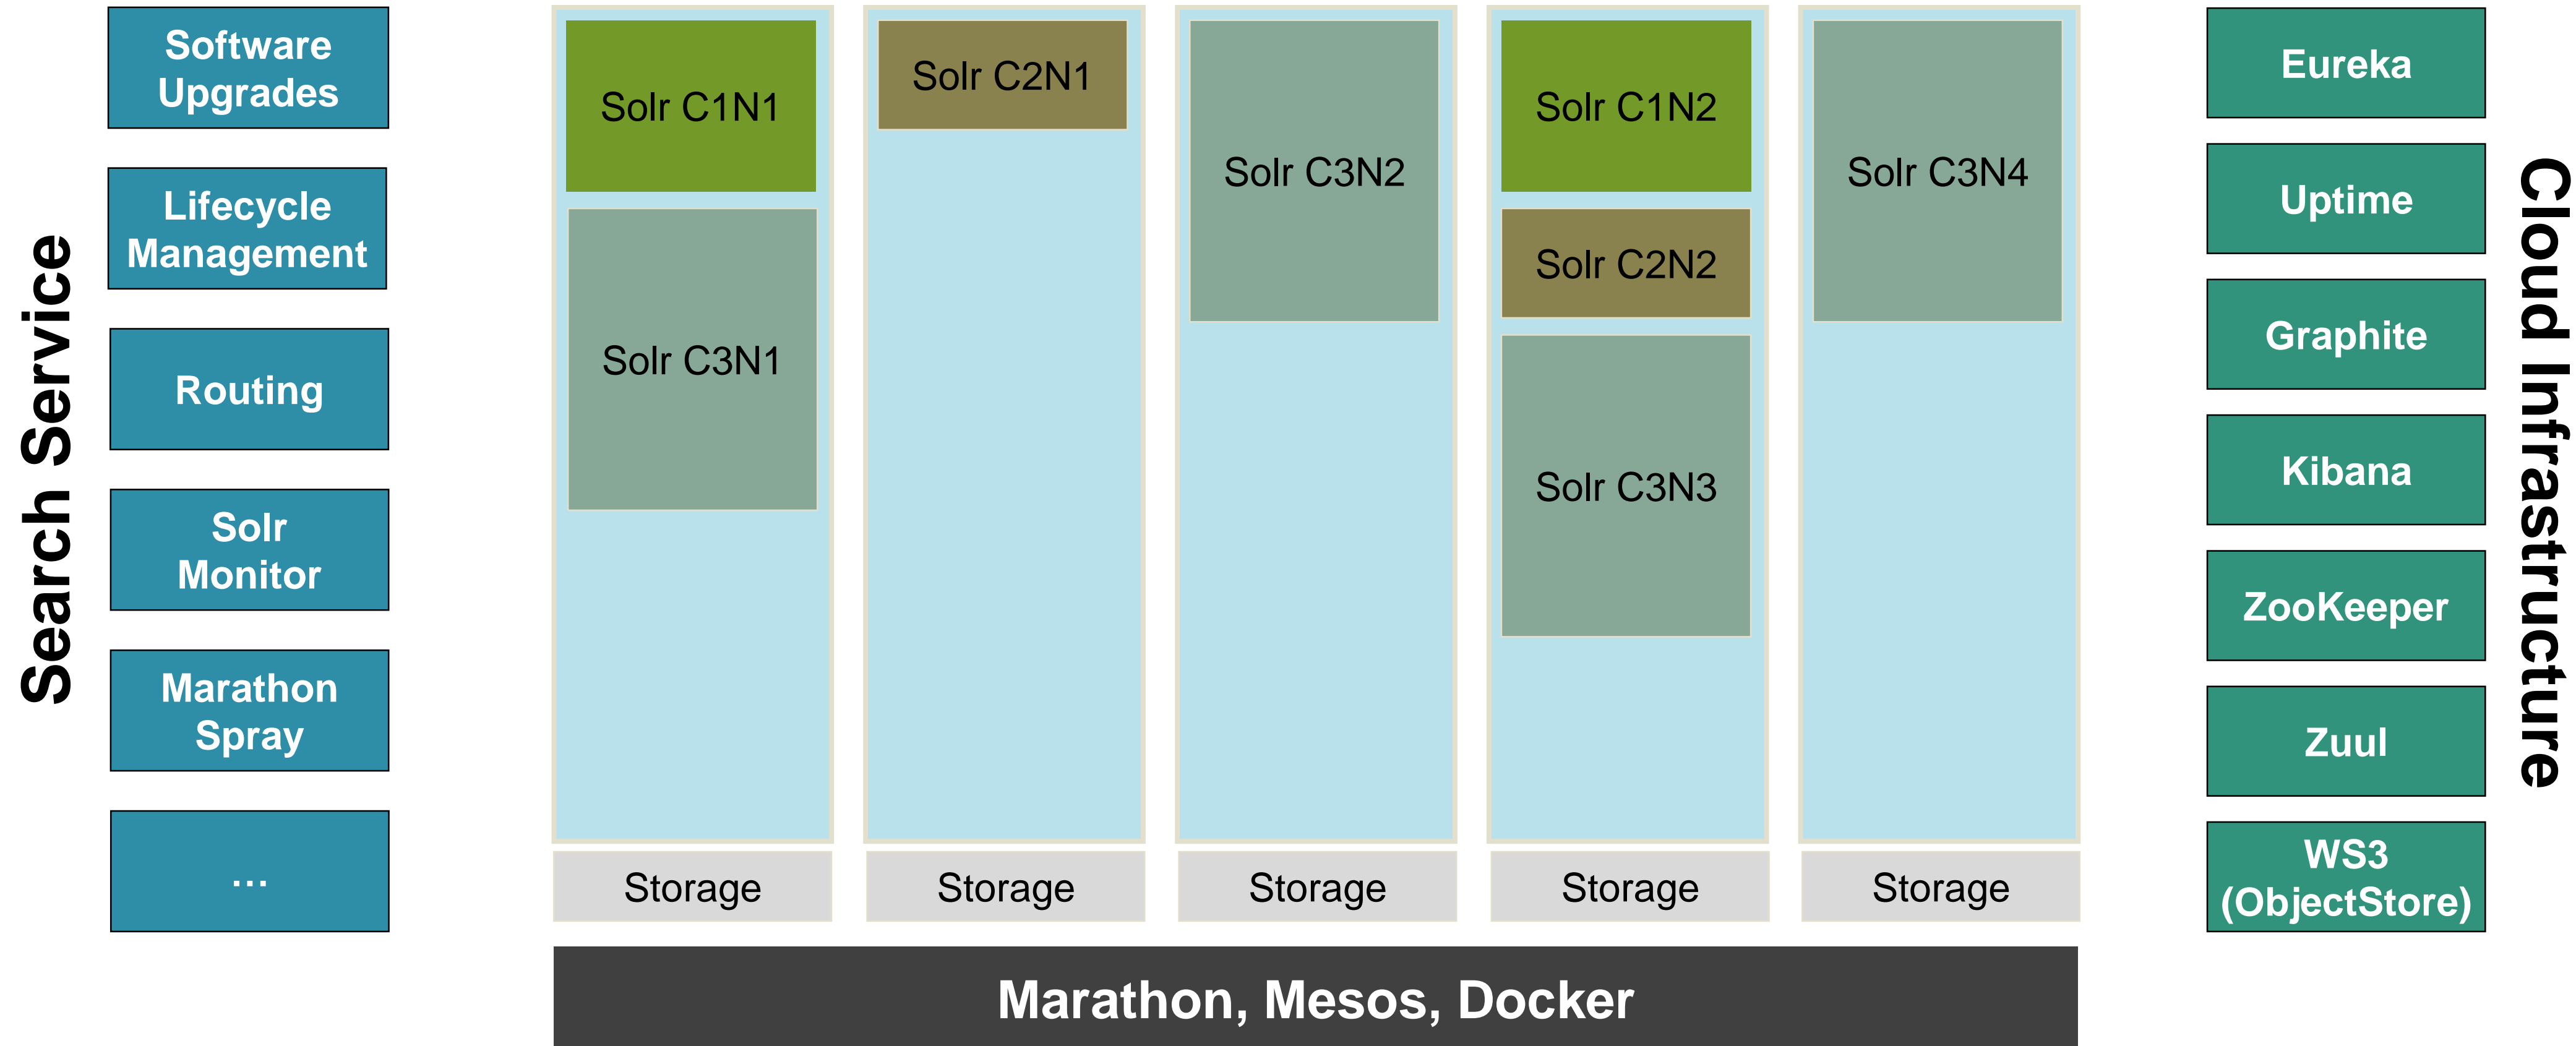 Search Service
Software
Upgrades
Lifecycle
Management
Routing
Solr
Monitor
Marathon
Spray
...
Solr C1N1
Solr C3N1
Storage
Solr C2N1
Storage
Solr C3N2
Storage
Solr C1N2
Solr C2N2
Solr C3N3
Storage
Solr C3N4
Storage
Marathon, Mesos, Docker
Eureka
Uptime
Graphite
Kibana
ZooKeeper
Zuul
WS3
(ObjectStore)
Cloud Infrastructure